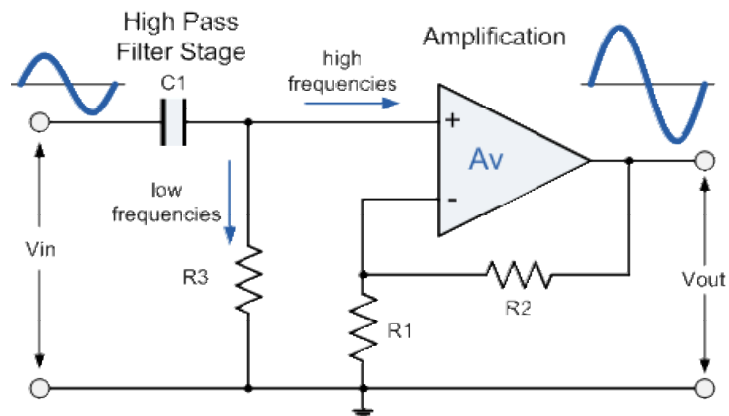 High Pass
Filter Stage
Amplification
C1
high
frequencies
+
Av
-
low
frequencies
Vin
R3
R2
R1
Vout